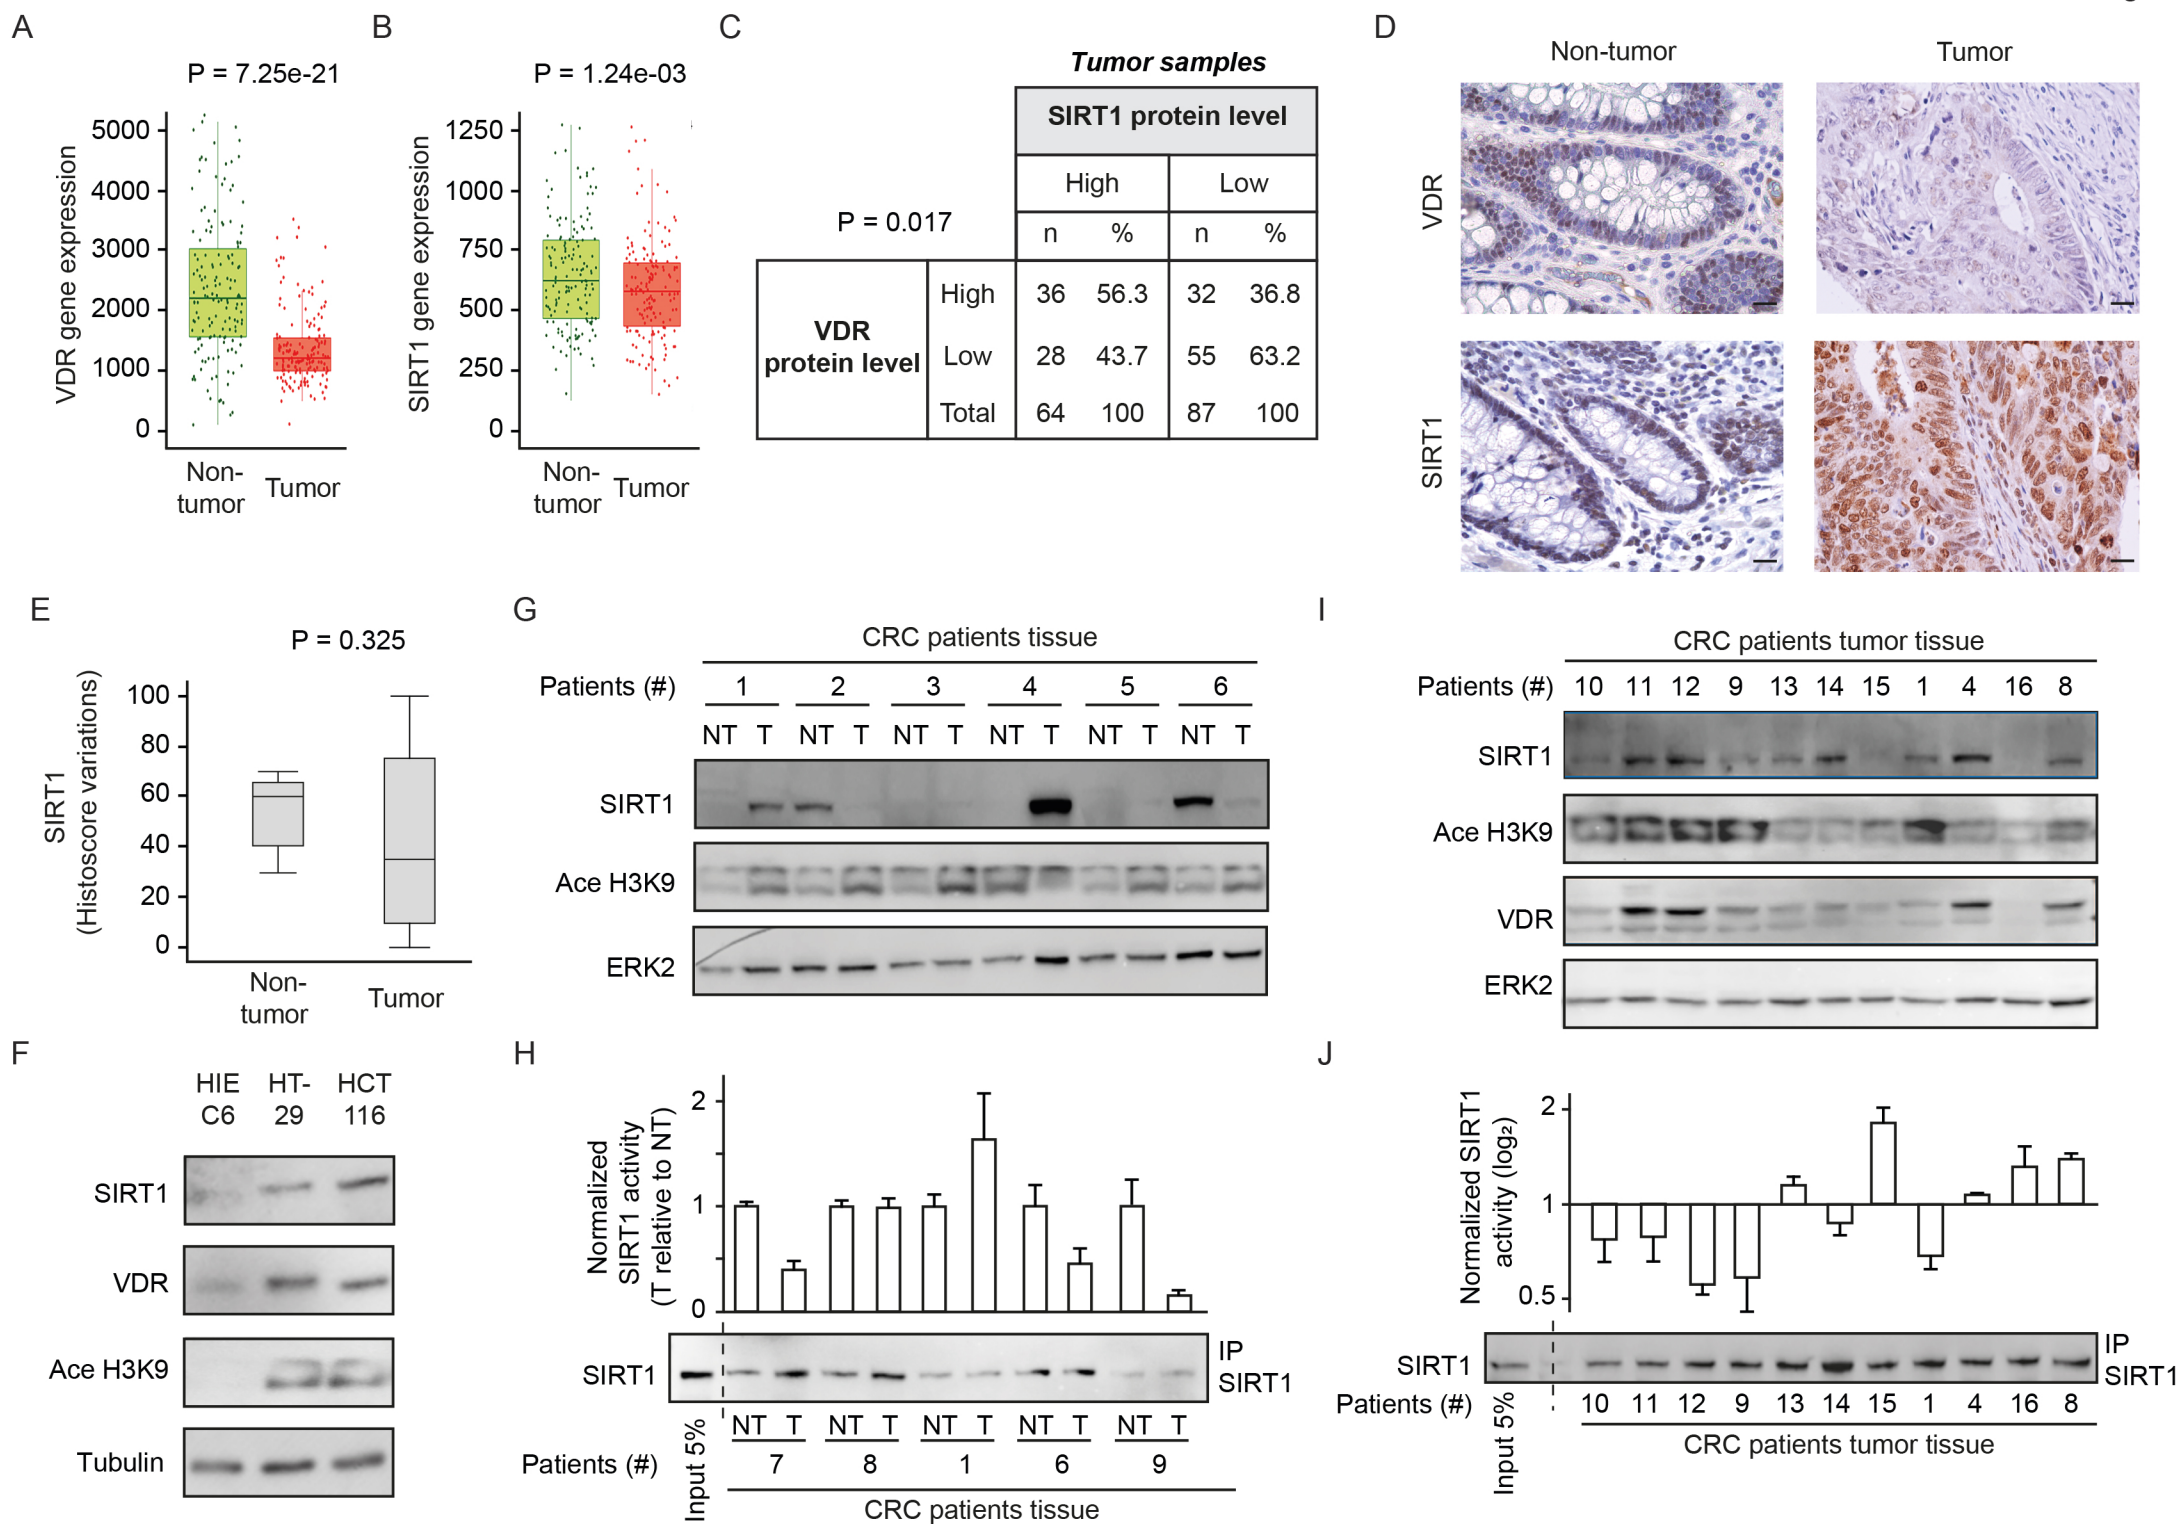 A
P = 7.25e-21
VDR gene expression
5000
4000
3000
2000
1000
0
Non-
tumor
Tumor
B
P = 1.24e-03
SIRT1 gene expression
1250
1000
750
500
250
0
Non-
tumor
Tumor
C
Tumor samples
SIRT1 protein level
High Low
P = 0.017
n % n %
VDR
protein level
High 36 56.3 32 36.8
Low 28 43.7 55 63.2
Total 64 100 87 100
D
Non-tumor Tumor
VDR
SIRT1
E
P = 0.325
SIRT1
(Histoscore variations)
100
80
60
40
20
0
Non-
tumor
Tumor
F
HIE HT- HCT
C6 29 116
SIRT1
VDR
Ace H3K9
Tubulin
G
CRC patients tissue
Patients (#) 1 2 3 4 5 6
NT T NT T NT T NT T NT T NT T
SIRT1
Ace H3K9
ERK2
H
Normalized
SIRT1 activity
(T relative to NT)
2
1
0
SIRT1
IP
SIRT1
Input 5%
NT T NT T NT T NT T NT T
Patients (#) 7 8 1 6 9
CRC patients tissue
I
CRC patients tumor tissue
Patients (#) 10 11 12 9 13 14 15 1 4 16 8
SIRT1
Ace H3K9
VDR
ERK2
J
Normalized SIRT1
activity (log₂)
2
1
0.5
SIRT1
IP
SIRT1
Input 5%
Patients (#) 10 11 12 9 13 14 15 1 4 16 8
CRC patients tumor tissue